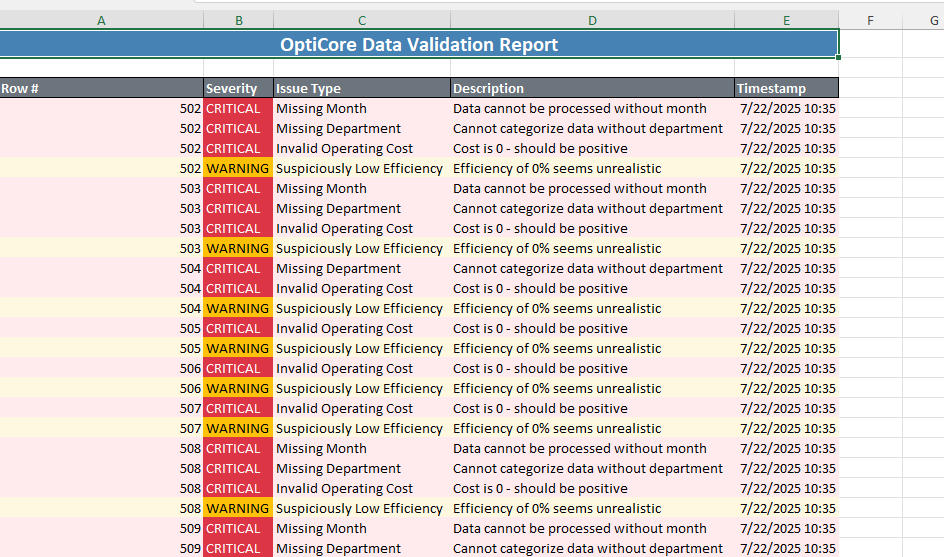 A B C D E F G
OptiCore Data Validation Report
Row # Severity Issue Type Description Timestamp
502 CRITICAL Missing Month Data cannot be processed without month 7/22/2025 10:35
502 CRITICAL Missing Department Cannot categorize data without department 7/22/2025 10:35
502 CRITICAL Invalid Operating Cost Cost is 0 - should be positive 7/22/2025 10:35
502 WARNING Suspiciously Low Efficiency Efficiency of 0% seems unrealistic 7/22/2025 10:35
503 CRITICAL Missing Month Data cannot be processed without month 7/22/2025 10:35
503 CRITICAL Missing Department Cannot categorize data without department 7/22/2025 10:35
503 CRITICAL Invalid Operating Cost Cost is 0 - should be positive 7/22/2025 10:35
503 WARNING Suspiciously Low Efficiency Efficiency of 0% seems unrealistic 7/22/2025 10:35
504 CRITICAL Missing Department Cannot categorize data without department 7/22/2025 10:35
504 CRITICAL Invalid Operating Cost Cost is 0 - should be positive 7/22/2025 10:35
504 WARNING Suspiciously Low Efficiency Efficiency of 0% seems unrealistic 7/22/2025 10:35
505 CRITICAL Invalid Operating Cost Cost is 0 - should be positive 7/22/2025 10:35
505 WARNING Suspiciously Low Efficiency Efficiency of 0% seems unrealistic 7/22/2025 10:35
506 CRITICAL Invalid Operating Cost Cost is 0 - should be positive 7/22/2025 10:35
506 WARNING Suspiciously Low Efficiency Efficiency of 0% seems unrealistic 7/22/2025 10:35
507 CRITICAL Invalid Operating Cost Cost is 0 - should be positive 7/22/2025 10:35
507 WARNING Suspiciously Low Efficiency Efficiency of 0% seems unrealistic 7/22/2025 10:35
508 CRITICAL Missing Month Data cannot be processed without month 7/22/2025 10:35
508 CRITICAL Missing Department Cannot categorize data without department 7/22/2025 10:35
508 CRITICAL Invalid Operating Cost Cost is 0 - should be positive 7/22/2025 10:35
508 WARNING Suspiciously Low Efficiency Efficiency of 0% seems unrealistic 7/22/2025 10:35
509 CRITICAL Missing Month Data cannot be processed without month 7/22/2025 10:35
509 CRITICAL Missing Department Cannot categorize data without department 7/22/2025 10:35